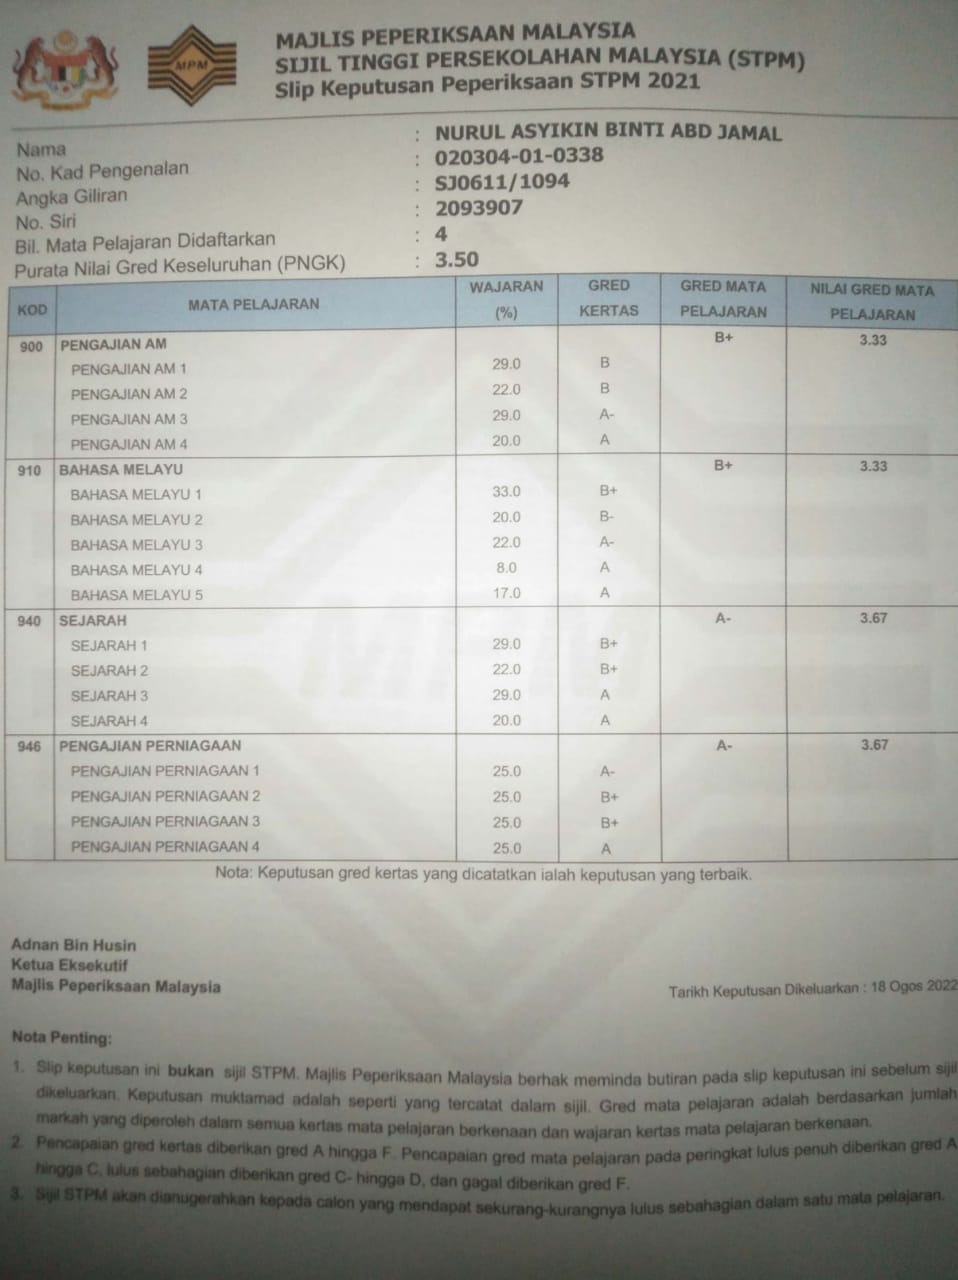 MPM
MAJLIS PEPERIKSAAN MALAYSIA
SIJIL TINGGI PERSEKOLAHAN MALAYSIA (STPM)
Slip Keputusan Peperiksaan STPM 2021
Nama : NURUL ASYIKIN BINTI ABD JAMAL
No. Kad Pengenalan : 020304-01-0338
Angka Giliran : SJ0611/1094
No. Siri : 2093907
Bil. Mata Pelajaran Didaftarkan : 4
Purata Nilai Gred Keseluruhan (PNGK) : 3.50
KOD MATA PELAJARAN WAJARAN (%) GRED KERTAS GRED MATA PELAJARAN NILAI GRED MATA PELAJARAN
900 PENGAJIAN AM B+ 3.33
PENGAJIAN AM 1 29.0 B
PENGAJIAN AM 2 22.0 B
PENGAJIAN AM 3 29.0 A-
PENGAJIAN AM 4 20.0 A
910 BAHASA MELAYU B+ 3.33
BAHASA MELAYU 1 33.0 B+
BAHASA MELAYU 2 20.0 B-
BAHASA MELAYU 3 22.0 A-
BAHASA MELAYU 4 8.0 A
BAHASA MELAYU 5 17.0 A
940 SEJARAH A- 3.67
SEJARAH 1 29.0 B+
SEJARAH 2 22.0 B+
SEJARAH 3 29.0 A
SEJARAH 4 20.0 A
946 PENGAJIAN PERNIAGAAN A- 3.67
PENGAJIAN PERNIAGAAN 1 25.0 A-
PENGAJIAN PERNIAGAAN 2 25.0 B+
PENGAJIAN PERNIAGAAN 3 25.0 B+
PENGAJIAN PERNIAGAAN 4 25.0 A
Nota: Keputusan gred kertas yang dicatatkan ialah keputusan yang terbaik.
Adnan Bin Husin
Ketua Eksekutif
Majlis Peperiksaan Malaysia
Tarikh Keputusan Dikeluarkan : 18 Ogos 2022
Nota Penting:
1. Slip keputusan ini bukan sijil STPM. Majlis Peperiksaan Malaysia berhak meminda butiran pada slip keputusan ini sebelum sijil
dikeluarkan. Keputusan muktamad adalah seperti yang tercatat dalam sijil. Gred mata pelajaran adalah berdasarkan jumlah
markah yang diperoleh dalam semua kertas mata pelajaran berkenaan dan wajaran kertas mata pelajaran berkenaan.
2. Pencapaian gred kertas diberikan gred A hingga F. Pencapaian gred mata pelajaran pada peringkat lulus penuh diberikan gred A
hingga C, lulus sebahagian diberikan gred C- hingga D, dan gagal diberikan gred F.
3. Sijil STPM akan dianugerahkan kepada calon yang mendapat sekurang-kurangnya lulus sebahagian dalam satu mata pelajaran.